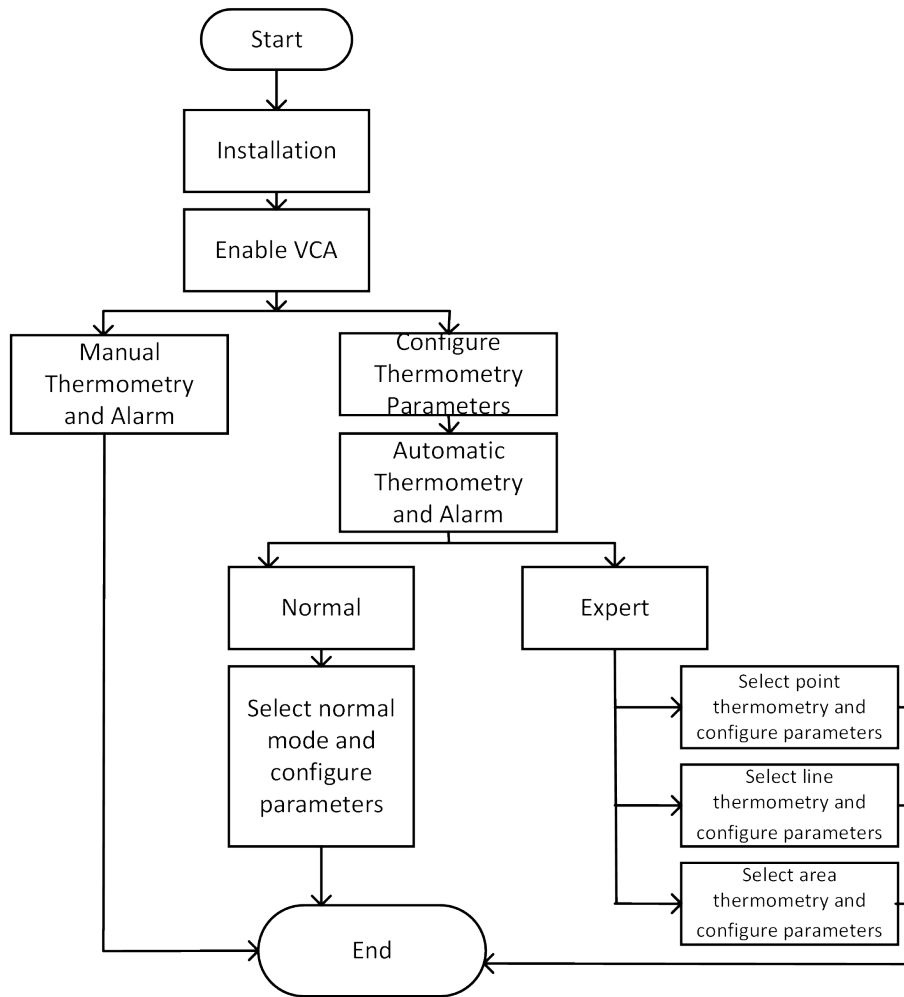 Start
Installation
Enable VCA
Manual
Thermometry
and Alarm
Configure
Thermometry
Parameters
Automatic
Thermometry
and Alarm
Normal
Expert
Select normal
mode and
configure
parameters
Select point
thermometry and
configure parameters
Select line
thermometry and
configure parameters
Select area
thermometry and
configure parameters
End